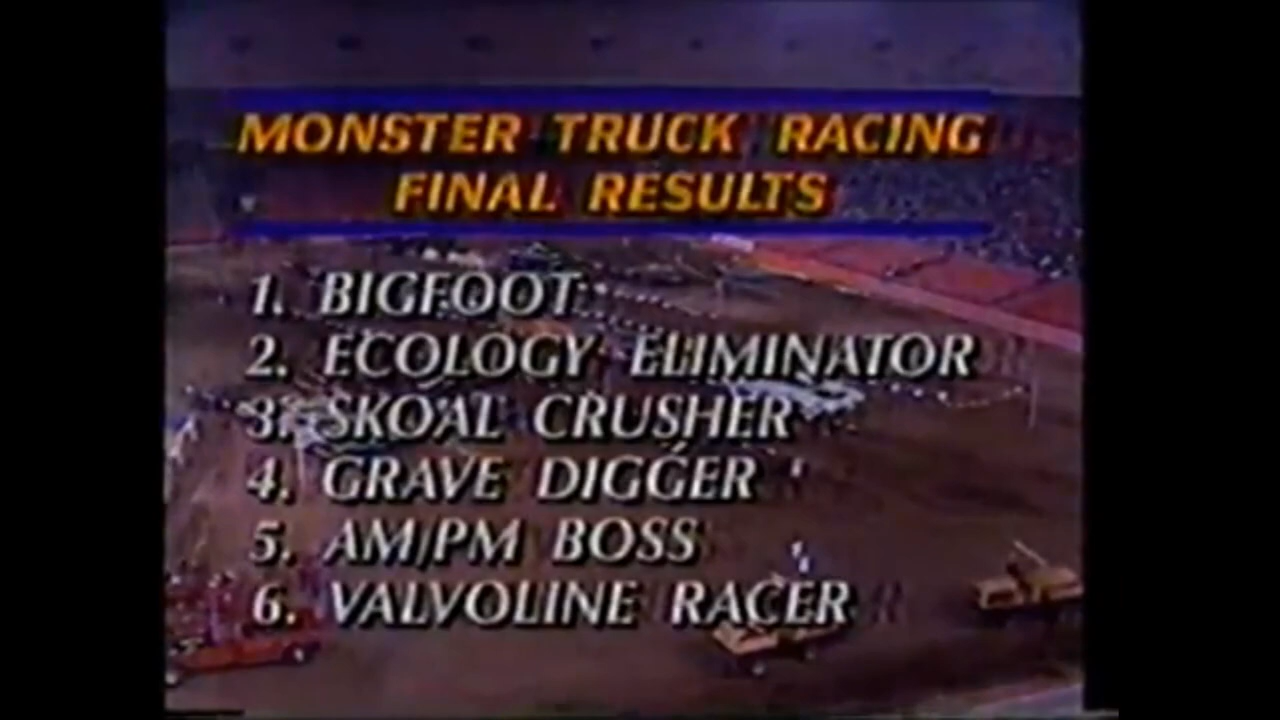 MONSTER TRUCK RACING
FINAL RESULTS
1. BIGFOOT
2. ECOLOGY ELIMINATOR
3. SKOAL CRUSHER
4. GRAVE DIGGER
5. AM/PM BOSS
6. VALVOLINE RACER